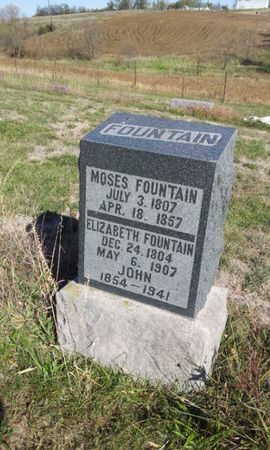 FOUNTAIN
MOSES FOUNTAIN
JULY 3, 1807
APR. 18, 1857
ELIZABETH FOUNTAIN
DEC. 24, 1804
MAY 6, 1907
JOHN
1854-1941